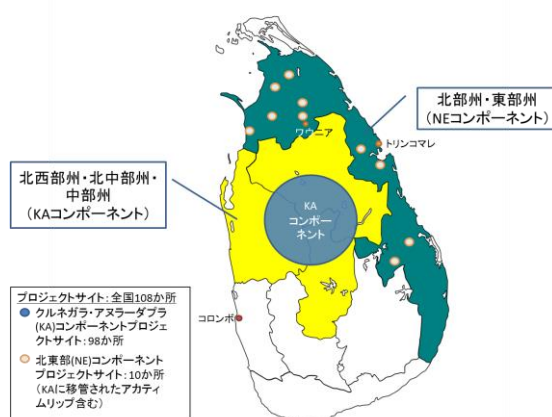 北部州・東部州
（NEコンポーネント）
ワウニア
トリンコマレ
北西部州・北中部州・
中部州
（KAコンポーネント）
KA
コンポー
ネント
プロジェクトサイト：全国108か所
クルネガラ・アヌラーダプラ
(KA)コンポーネントプロジェ
クトサイト：98か所
北東部(NE)コンポーネント
プロジェクトサイト：10か所
（KAに移管されたアカティ
ムリップ含む）
コロンボ